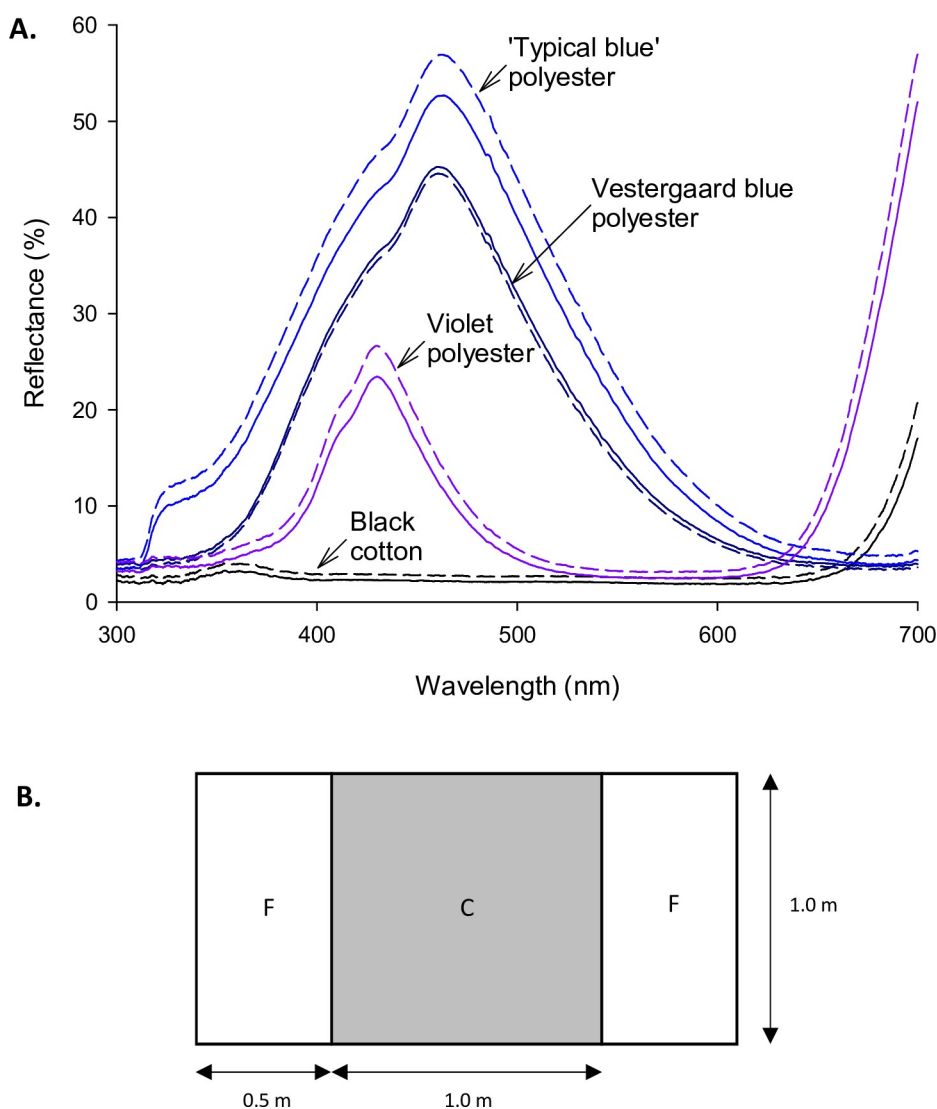 A.
60
50
40
30
20
10
0
Reflectance (%)
'Typical blue'
polyester
Vestergaard blue
polyester
Violet
polyester
Black
cotton
300
400
500
600
700
Wavelength (nm)
B.
F
C
F
1.0 m
0.5 m
1.0 m